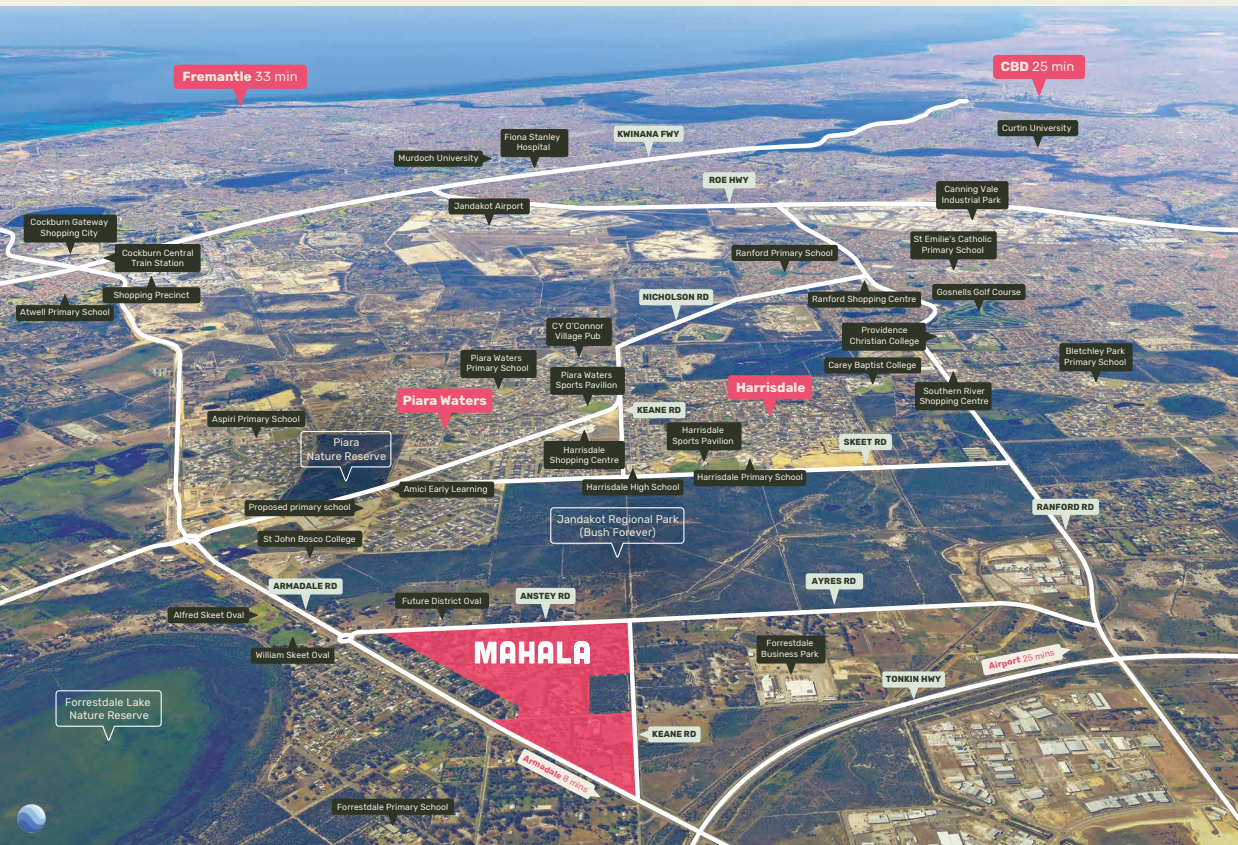 Fremantle 33 min
CBD 25 min
Curtin University
KWINANA FWY
Fiona Stanley
Hospital
Murdoch University
ROE HWY
Canning Vale
Industrial Park
Jandakot Airport
Cockburn Gateway
Shopping City
Cockburn Central
Train Station
St Emilie's Catholic
Primary School
Ranford Primary School
Shopping Precinct
Atwell Primary School
NICHOLSON RD
Ranford Shopping Centre
Gosnells Golf Course
CY O'Connor
Village Pub
Providence
Christian College
Piara Waters
Primary School
Piara Waters
Sports Pavilion
Carey Baptist College
Bletchley Park
Primary School
Southern River
Shopping Centre
Piara Waters
Harrisdale
KEANE RD
Aspiri Primary School
Piara
Nature Reserve
Harrisdale
Shopping Centre
Harrisdale
Sports Pavilion
SKEET RD
Harrisdale Primary School
Harrisdale High School
Amici Early Learning
Proposed primary school
RANFORD RD
Jandakot Regional Park
(Bush Forever)
St John Bosco College
ARMADALE RD
ANSTEY RD
AYRES RD
Future District Oval
Alfred Skeet Oval
William Skeet Oval
MAHALA
Forrestdale
Business Park
Airport 25 mins
TONKIN HWY
Forrestdale Lake
Nature Reserve
KEANE RD
Armadale 8 mins
Forrestdale Primary School